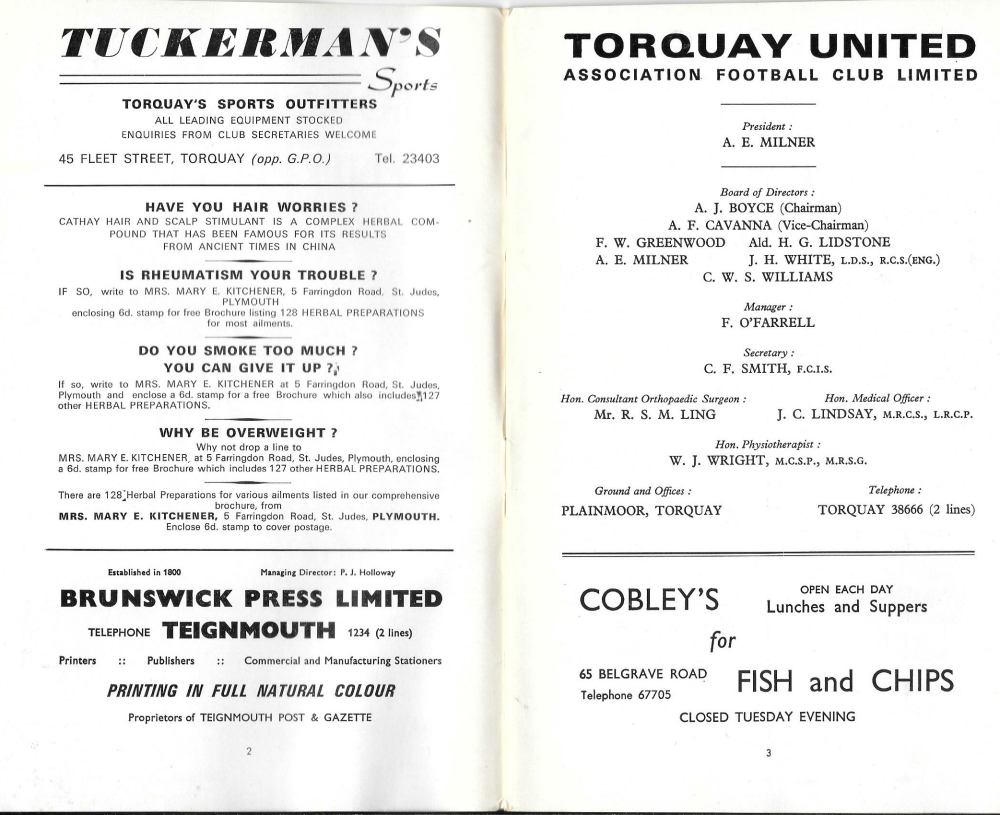 TUCKERMAN'S
Sports
TORQUAY'S SPORTS OUTFITTERS
ALL LEADING EQUIPMENT STOCKED
ENQUIRIES FROM CLUB SECRETARIES WELCOME
45 FLEET STREET, TORQUAY (opp. G.P.O.) Tel. 23403
HAVE YOU HAIR WORRIES ?
CATHAY HAIR AND SCALP STIMULANT IS A COMPLEX HERBAL COM-
POUND THAT HAS BEEN FAMOUS FOR ITS RESULTS
FROM ANCIENT TIMES IN CHINA
IS RHEUMATISM YOUR TROUBLE ?
IF SO, write to MRS. MARY E. KITCHENER, 5 Farringdon Road, St. Judes,
PLYMOUTH
enclosing 6d. stamp for free Brochure listing 128 HERBAL PREPARATIONS
for most ailments.
DO YOU SMOKE TOO MUCH ?
YOU CAN GIVE IT UP ?
If so, write to MRS. MARY E. KITCHENER at 5 Farringdon Road, St. Judes,
Plymouth and enclose a 6d. stamp for a free Brochure which also includes 127
other HERBAL PREPARATIONS.
WHY BE OVERWEIGHT ?
Why not drop a line to
MRS. MARY E. KITCHENER, at 5 Farringdon Road, St. Judes, Plymouth, enclosing
a 6d. stamp for free Brochure which includes 127 other HERBAL PREPARATIONS.
There are 128 Herbal Preparations for various ailments listed in our comprehensive
brochure, from
MRS. MARY E. KITCHENER, 5 Farringdon Road, St. Judes, PLYMOUTH.
Enclose 6d. stamp to cover postage.
Established in 1800 Managing Director: P. J. Holloway
BRUNSWICK PRESS LIMITED
TELEPHONE TEIGNMOUTH 1234 (2 lines)
Printers :: Publishers :: Commercial and Manufacturing Stationers
PRINTING IN FULL NATURAL COLOUR
Proprietors of TEIGNMOUTH POST & GAZETTE
2
TORQUAY UNITED
ASSOCIATION FOOTBALL CLUB LIMITED
President :
A. E. MILNER
Board of Directors :
A. J. BOYCE (Chairman)
A. F. CAVANNA (Vice-Chairman)
F. W. GREENWOOD Ald. H. G. LIDSTONE
A. E. MILNER J. H. WHITE, L.D.S., R.C.S.(ENG.)
C. W. S. WILLIAMS
Manager :
F. O'FARRELL
Secretary :
C. F. SMITH, F.C.I.S.
Hon. Consultant Orthopaedic Surgeon : Hon. Medical Officer :
Mr. R. S. M. LING J. C. LINDSAY, M.R.C.S., L.R.C.P.
Hon. Physiotherapist :
W. J. WRIGHT, M.C.S.P., M.R.S.G.
Ground and Offices : Telephone :
PLAINMOOR, TORQUAY TORQUAY 38666 (2 lines)
COBLEY'S OPEN EACH DAY
Lunches and Suppers
for
65 BELGRAVE ROAD FISH and CHIPS
Telephone 67705
CLOSED TUESDAY EVENING
3